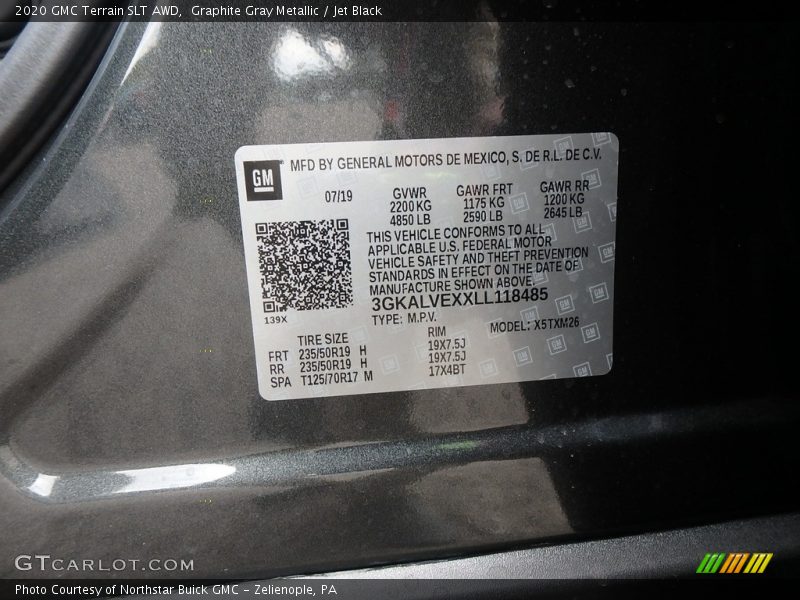 2020 GMC Terrain SLT AWD, Graphite Gray Metallic / Jet Black
GM
MFD BY GENERAL MOTORS DE MEXICO, S. DE R.L. DE C.V.
07/19 GVWR GAWR FRT GAWR RR
2200 KG 1175 KG 1200 KG
4850 LB 2590 LB 2645 LB
THIS VEHICLE CONFORMS TO ALL
APPLICABLE U.S. FEDERAL MOTOR
VEHICLE SAFETY AND THEFT PREVENTION
STANDARDS IN EFFECT ON THE DATE OF
MANUFACTURE SHOWN ABOVE.
3GKALVEXXLL118485
139X
TYPE: M.P.V. MODEL: X5TXM26
TIRE SIZE RIM
FRT 235/50R19 H 19X7.5J
RR 235/50R19 H 19X7.5J
SPA T125/70R17 M 17X4BT
GTCARLOT.COM
Photo Courtesy of Northstar Buick GMC - Zelienople, PA